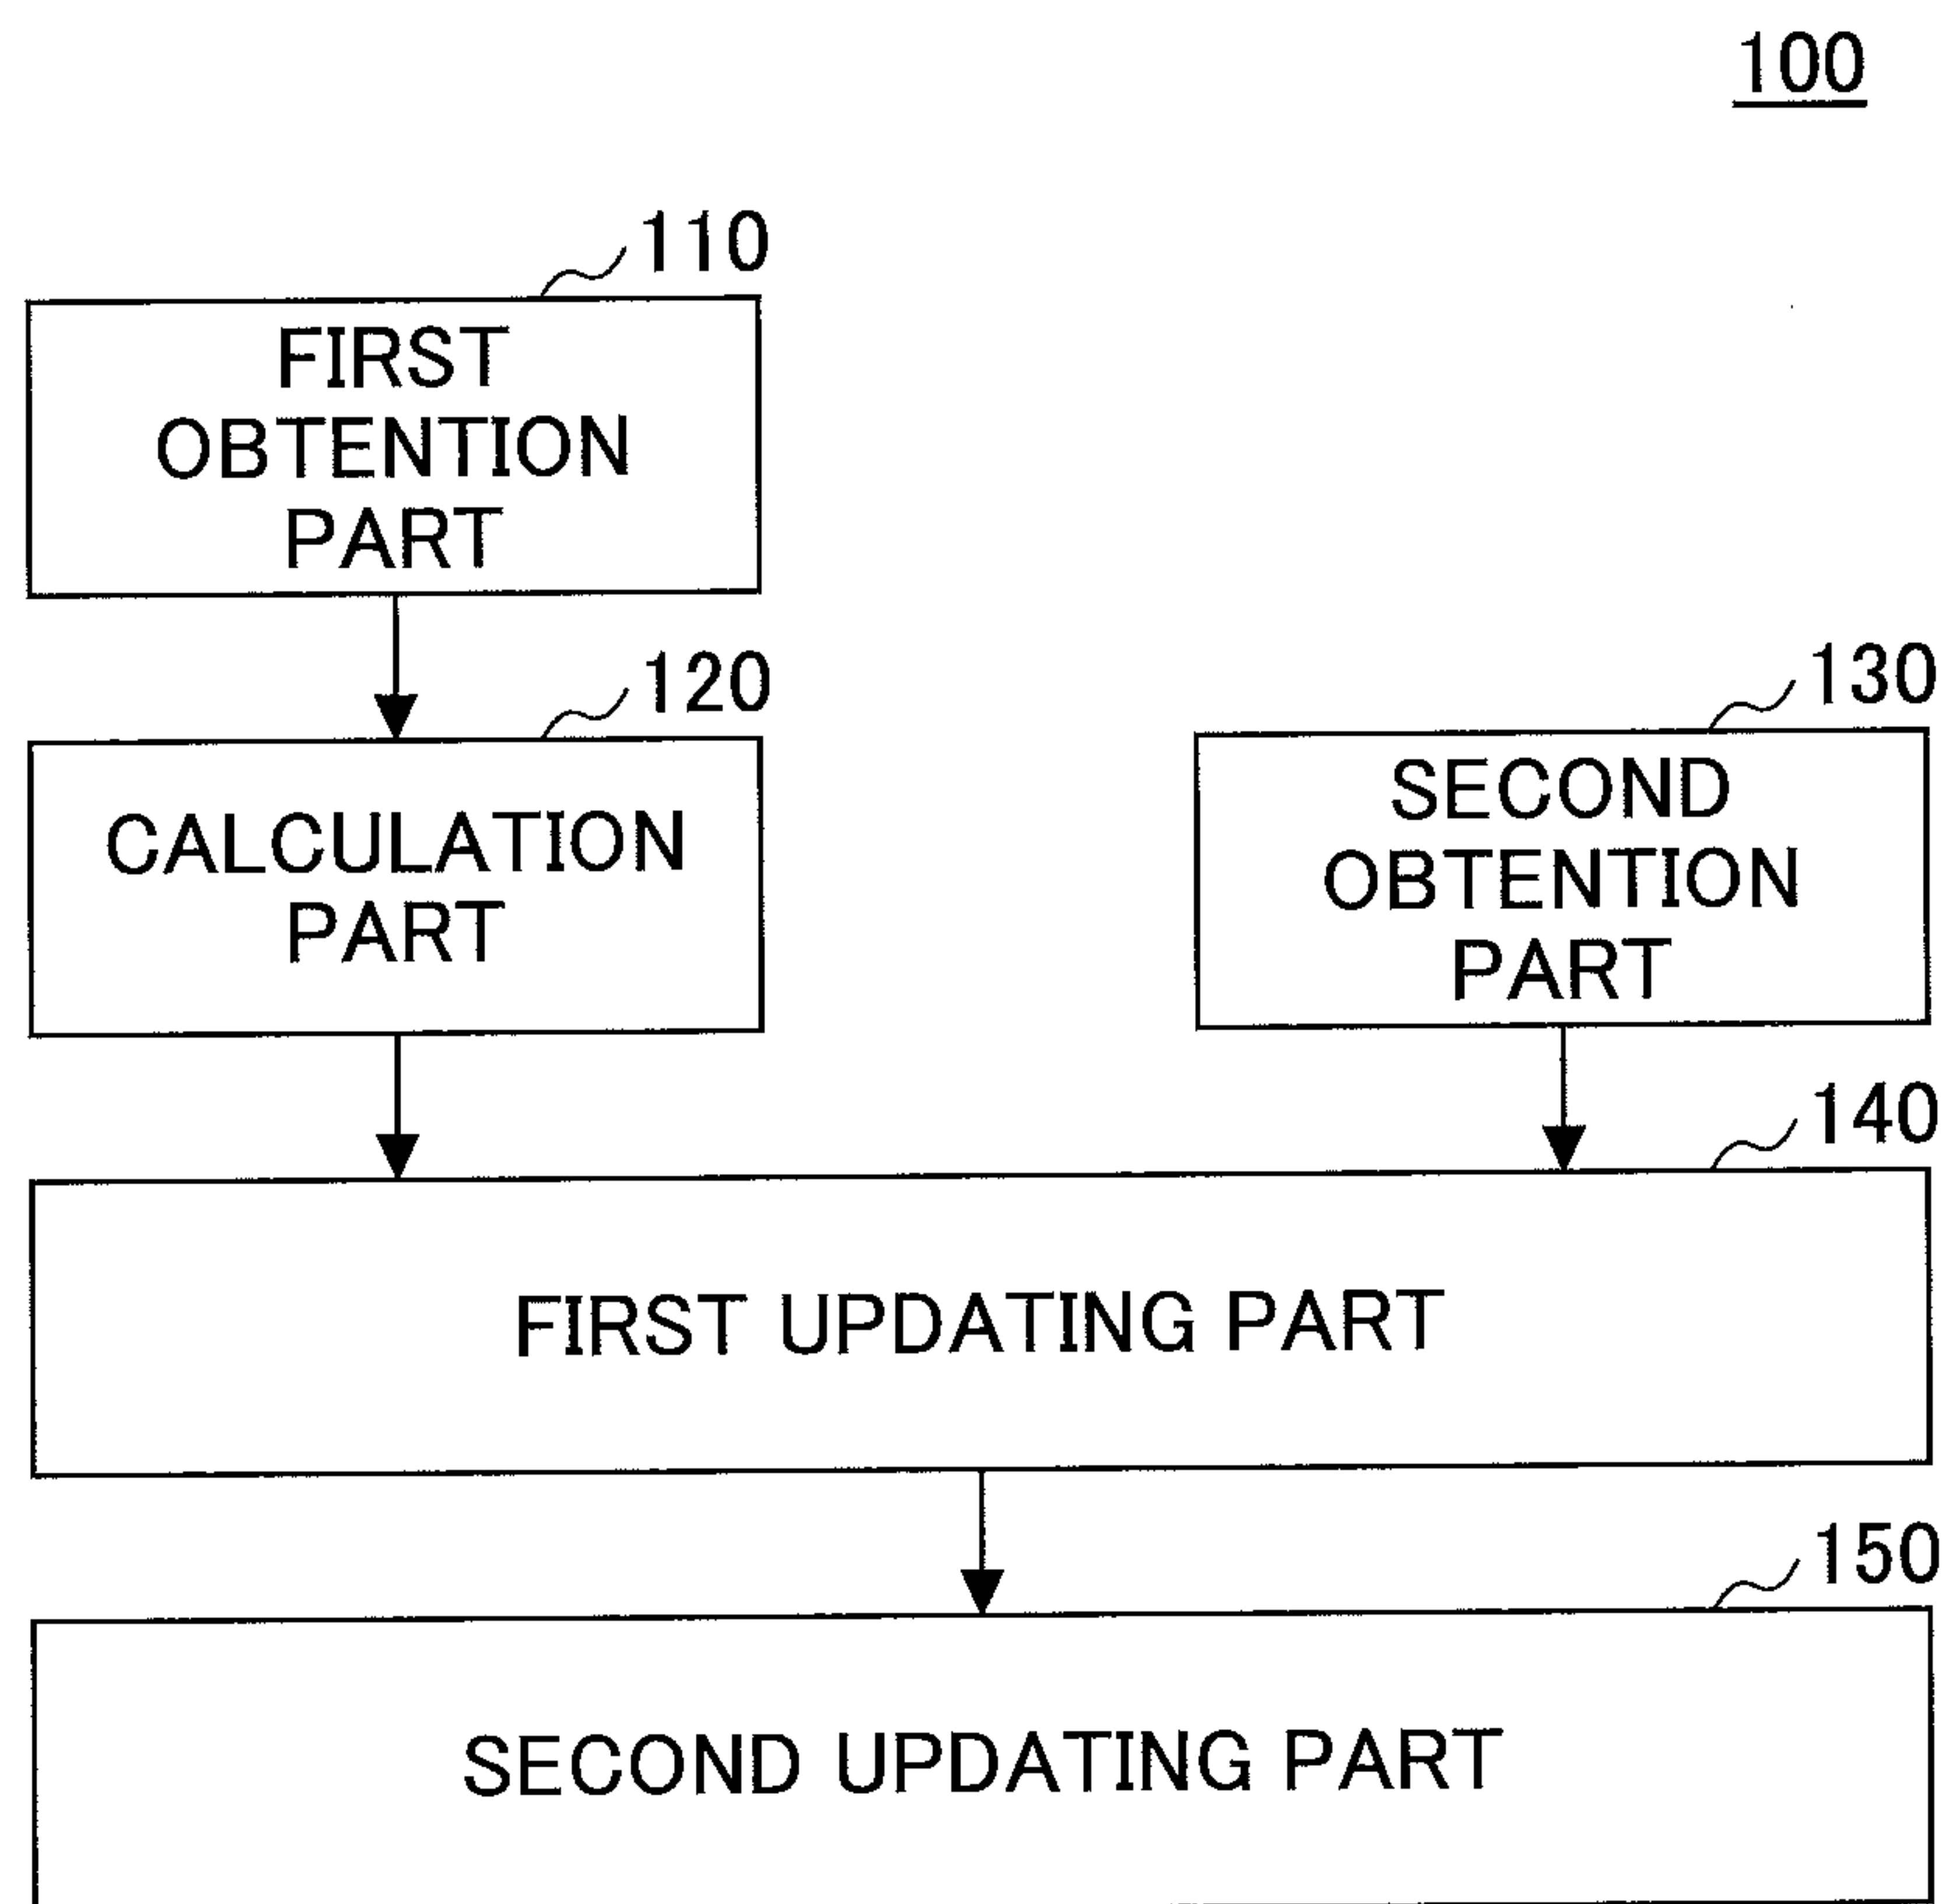 100
110
FIRST
OBTENTION
PART
120
CALCULATION
PART
130
SECOND
OBTENTION
PART
140
FIRST UPDATING PART
150
SECOND UPDATING PART